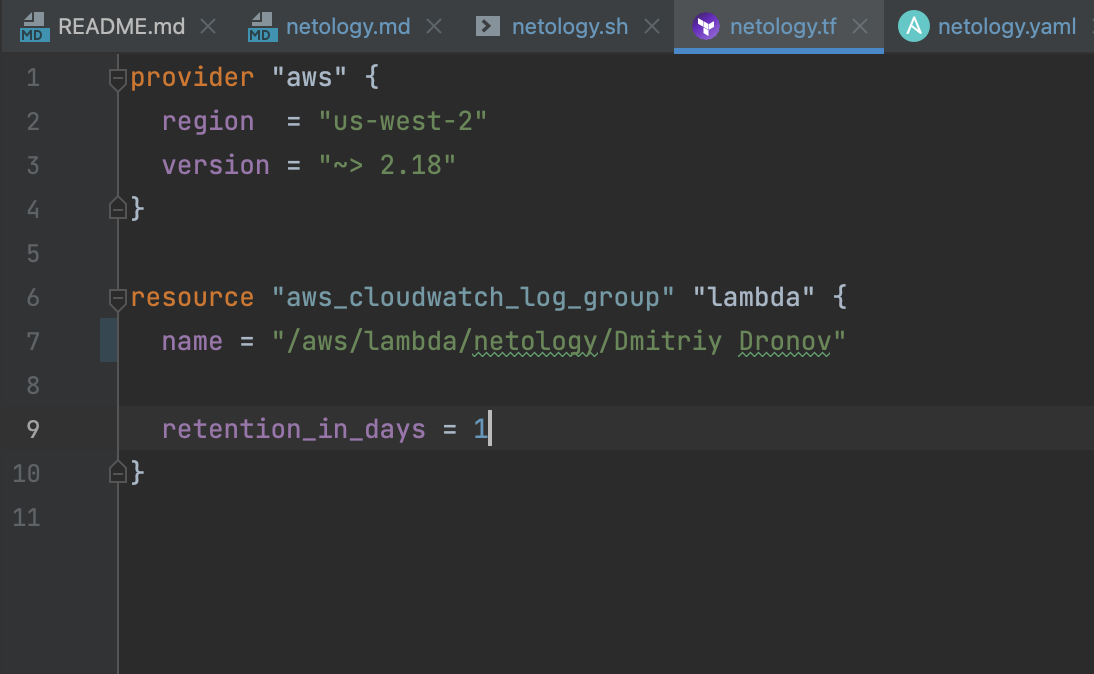 README.md netology.md netology.sh netology.tf netology.yaml
1 provider "aws" {
2   region  = "us-west-2"
3   version = "~> 2.18"
4 }
5
6 resource "aws_cloudwatch_log_group" "lambda" {
7   name = "/aws/lambda/netology/Dmitriy Dronov"
8
9   retention_in_days = 1
10 }
11